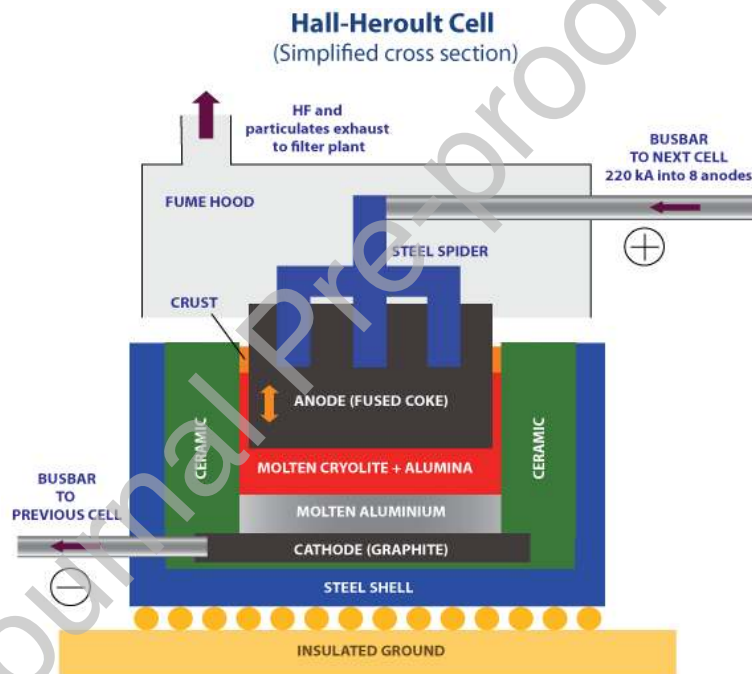 Hall-Heroult Cell
(Simplified cross section)
HF and
particulates exhaust
to filter plant
BUSBAR
TO NEXT CELL
220 kA into 8 anodes
FUME HOOD
STEEL SPIDER
CRUST
ANODE (FUSED COKE)
CERAMIC
CERAMIC
MOLTEN CRYOLITE + ALUMINA
BUSBAR
TO
PREVIOUS CELL
MOLTEN ALUMINIUM
CATHODE (GRAPHITE)
STEEL SHELL
INSULATED GROUND
Journal Pre-proof